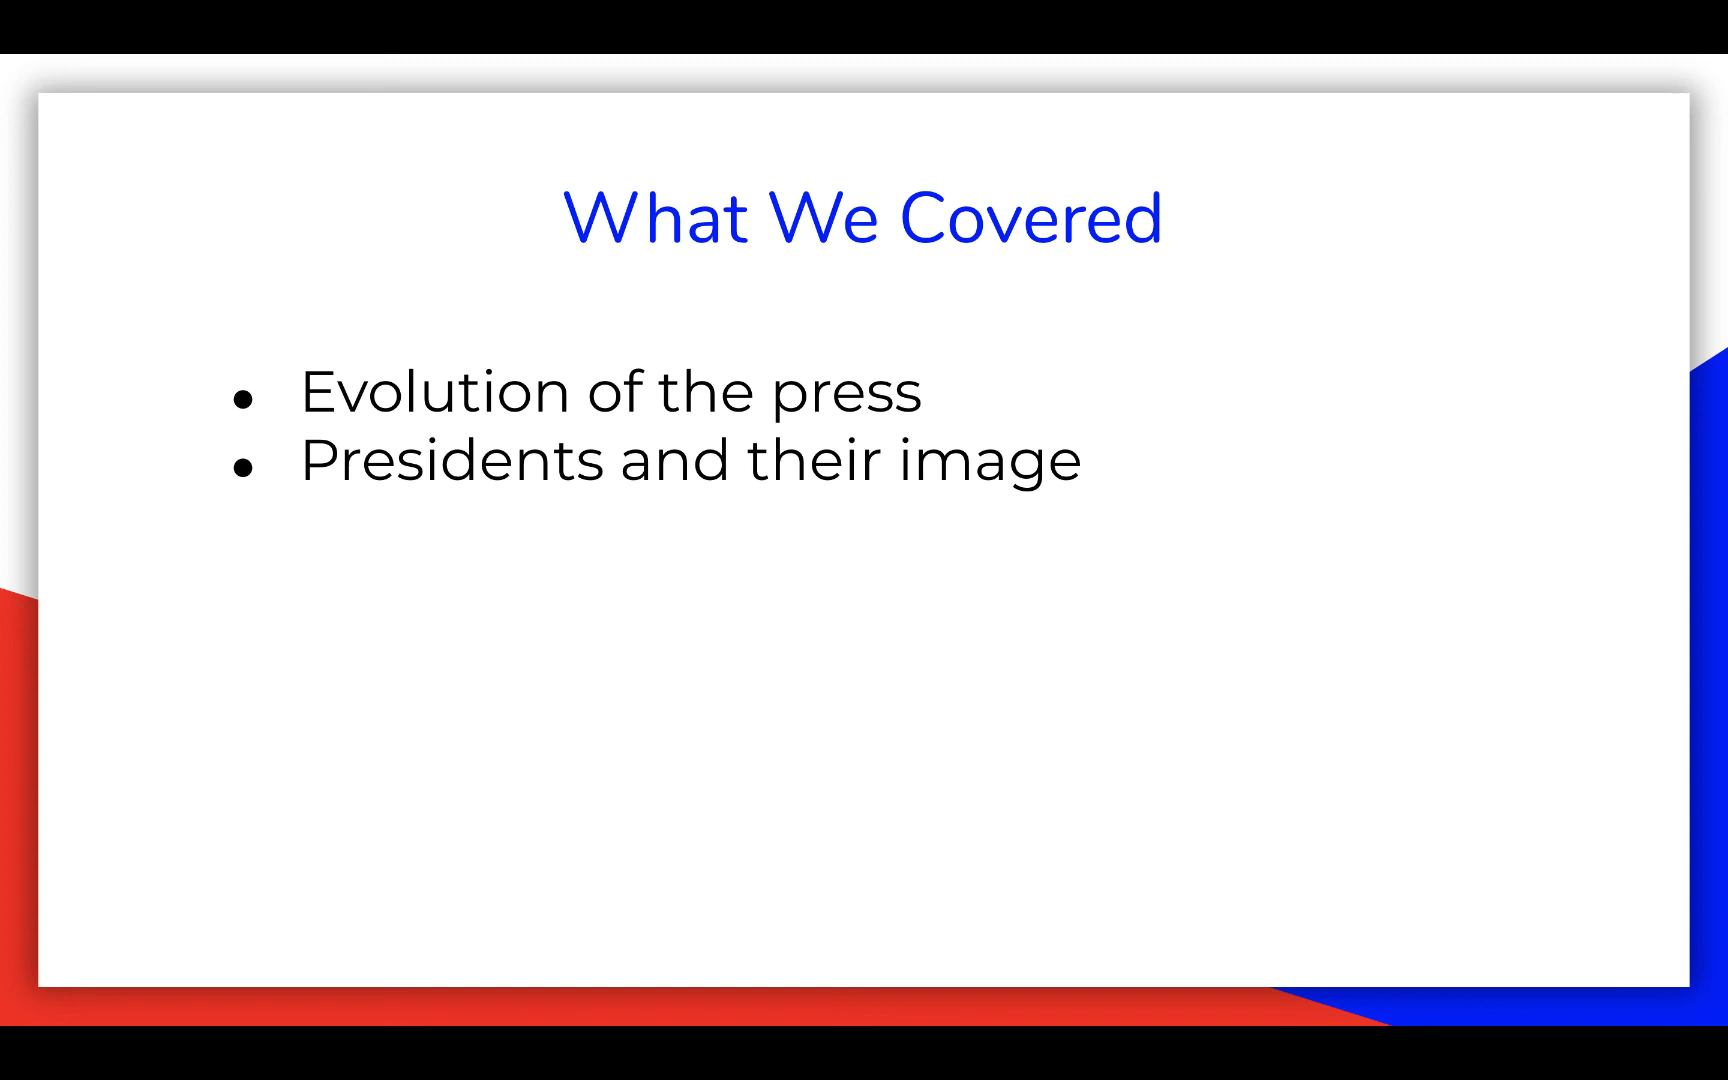 What We Covered
● Evolution of the press
● Presidents and their image